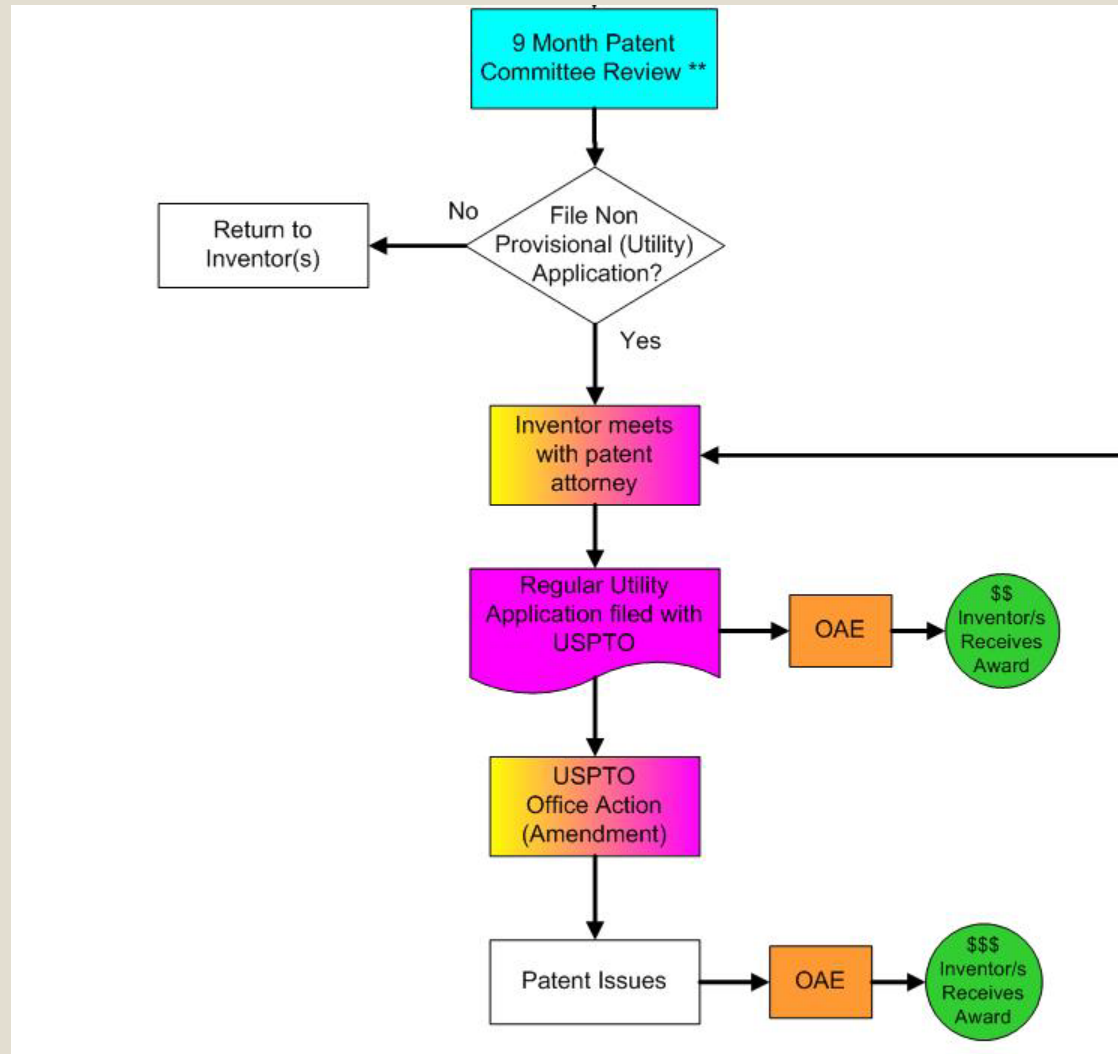 9 Month Patent
Committee Review **
File Non
Provisional (Utility)
Application?
No
Return to
Inventor(s)
Yes
Inventor meets
with patent
attorney
Regular Utility
Application filed with
USPTO
OAE
$$
Inventor/s
Receives
Award
USPTO
Office Action
(Amendment)
Patent Issues
OAE
$$$
Inventor/s
Receives
Award